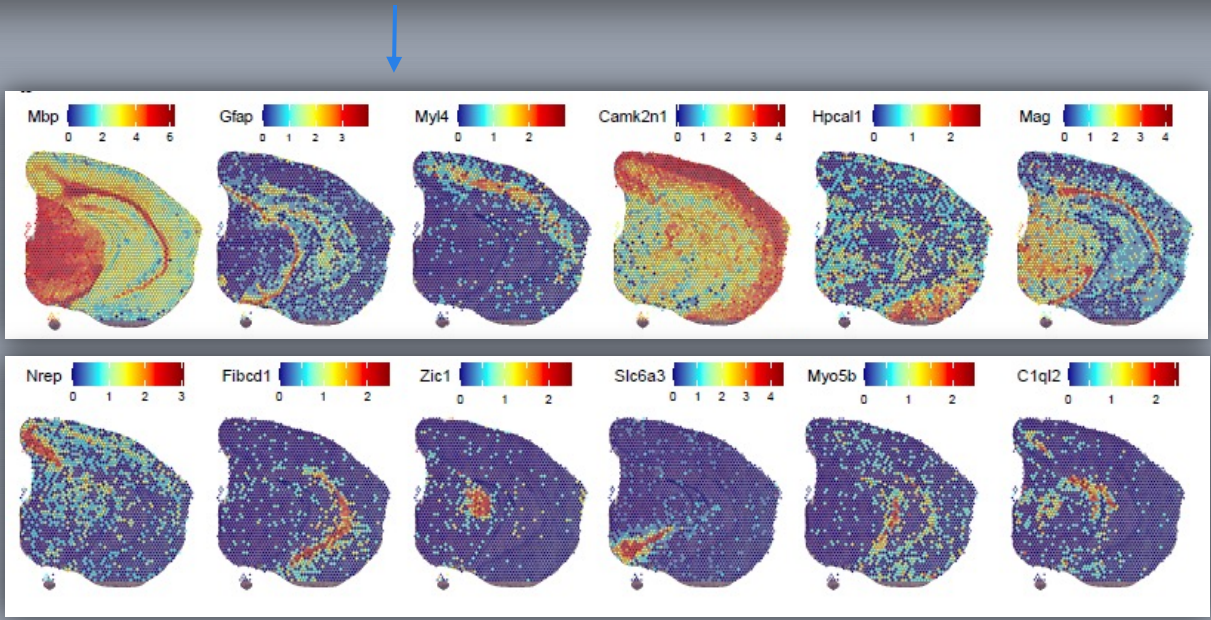 Mbp Gfap Myl4 Camk2n1 Hpcal1 Mag
0 2 4 6 0 1 2 3 0 1 2 0 1 2 3 4 0 1 2 0 1 2 3 4
Nrep Fibcd1 Zic1 Slc6a3 Myo5b C1ql2
0 1 2 3 0 1 2 0 1 2 0 1 2 3 4 0 1 2 0 1 2